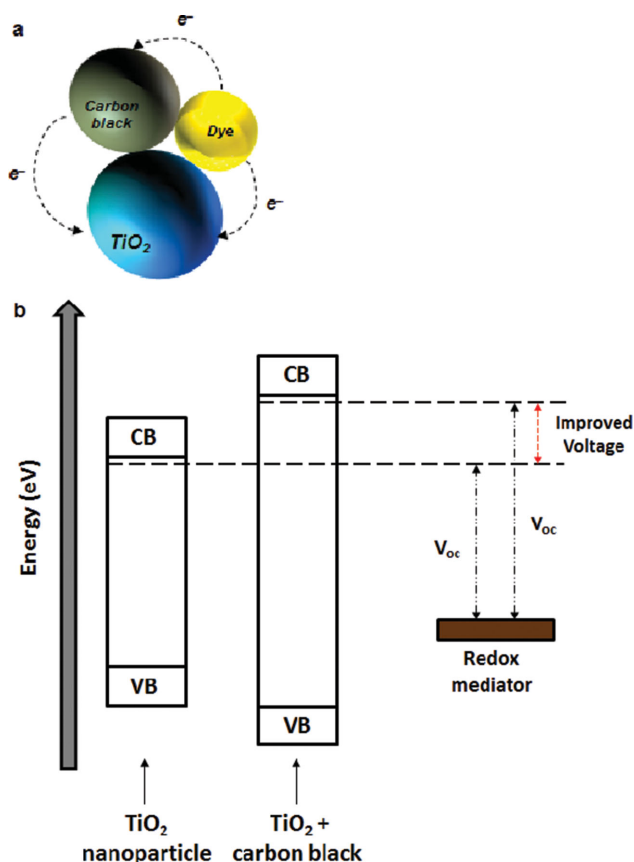 a
e⁻
Carbon
black
Dye
e⁻
e⁻
TiO₂
b
CB
CB
Improved
Voltage
Energy (eV)
Voc
Voc
Redox
mediator
VB
VB
TiO₂
nanoparticle
TiO₂ +
carbon black